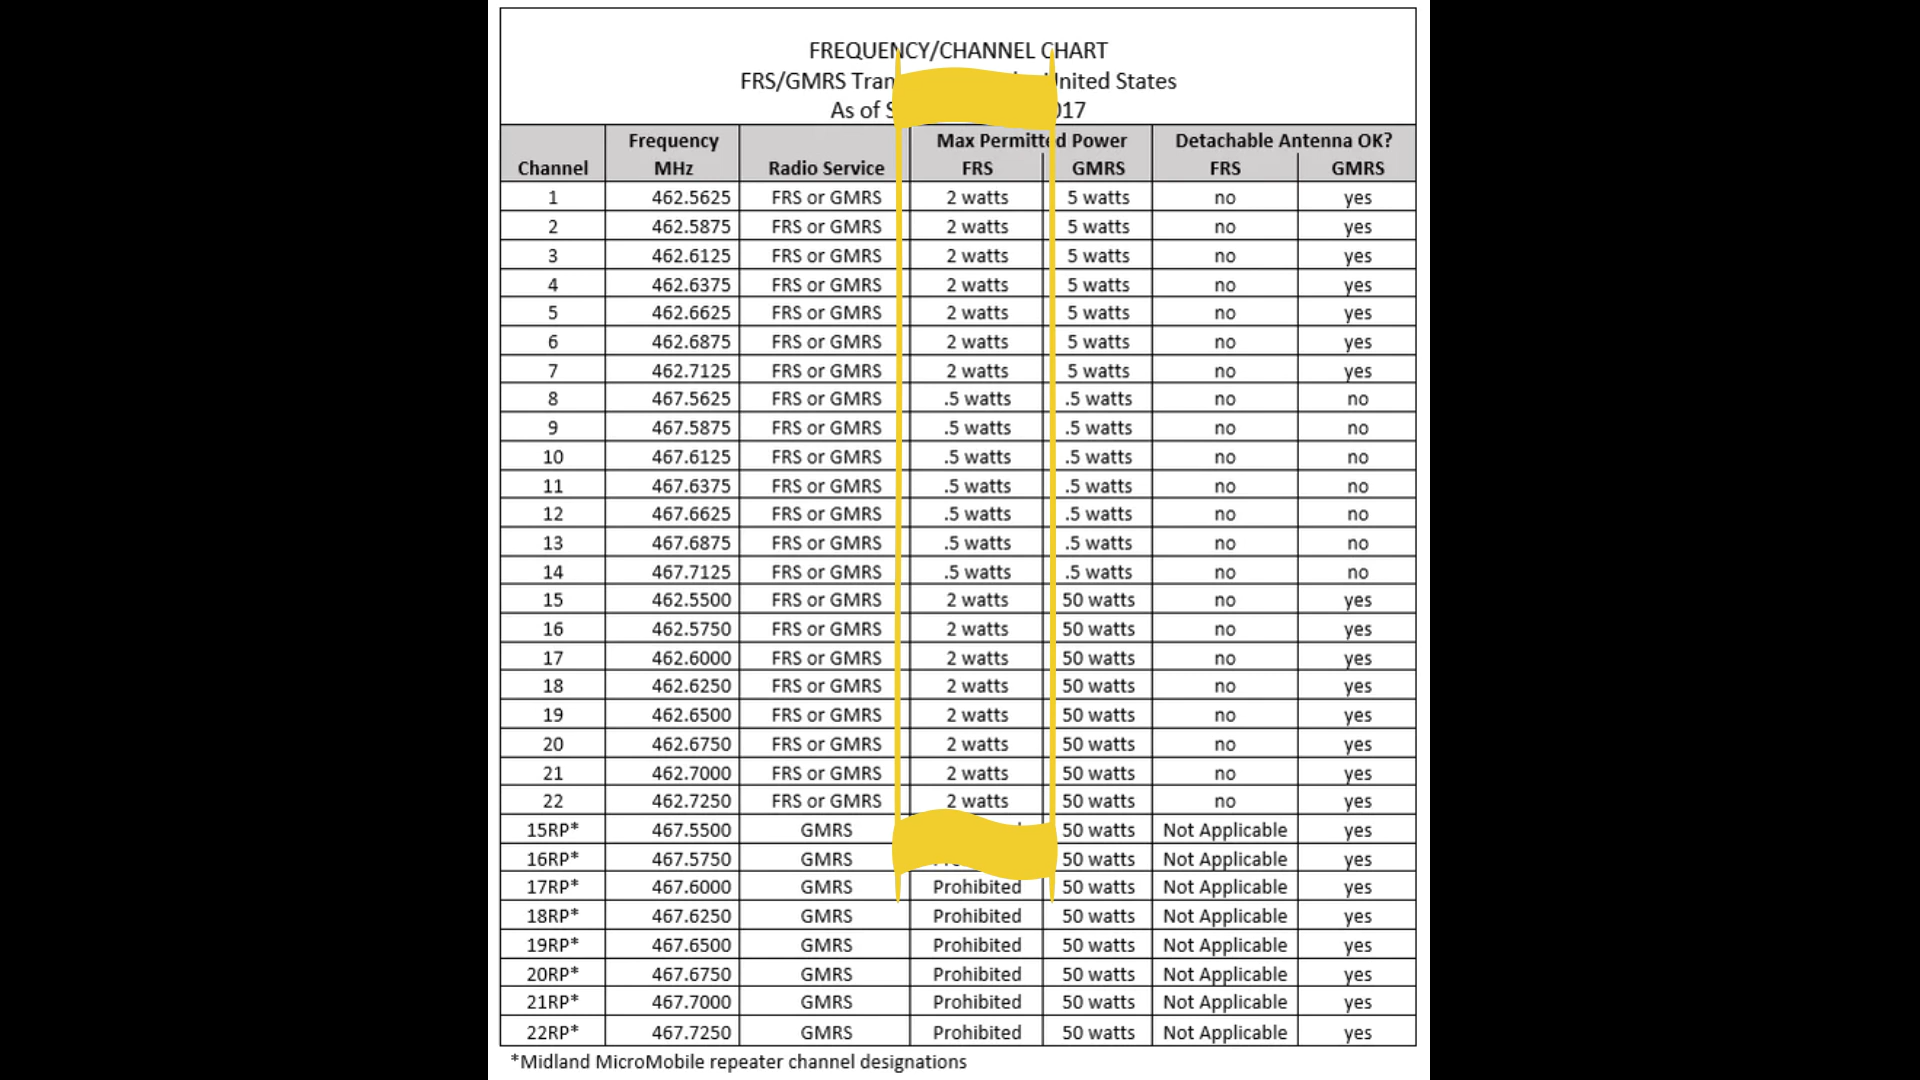 FREQUENCY/CHANNEL CHART
FRS/GMRS Tran United States
As of S 017
Channel Frequency MHz Radio Service Max Permitted Power FRS GMRS Detachable Antenna OK? FRS GMRS
1 462.5625 FRS or GMRS 2 watts 5 watts no yes
2 462.5875 FRS or GMRS 2 watts 5 watts no yes
3 462.6125 FRS or GMRS 2 watts 5 watts no yes
4 462.6375 FRS or GMRS 2 watts 5 watts no yes
5 462.6625 FRS or GMRS 2 watts 5 watts no yes
6 462.6875 FRS or GMRS 2 watts 5 watts no yes
7 462.7125 FRS or GMRS 2 watts 5 watts no yes
8 467.5625 FRS or GMRS .5 watts .5 watts no no
9 467.5875 FRS or GMRS .5 watts .5 watts no no
10 467.6125 FRS or GMRS .5 watts .5 watts no no
11 467.6375 FRS or GMRS .5 watts .5 watts no no
12 467.6625 FRS or GMRS .5 watts .5 watts no no
13 467.6875 FRS or GMRS .5 watts .5 watts no no
14 467.7125 FRS or GMRS .5 watts .5 watts no no
15 462.5500 FRS or GMRS 2 watts 50 watts no yes
16 462.5750 FRS or GMRS 2 watts 50 watts no yes
17 462.6000 FRS or GMRS 2 watts 50 watts no yes
18 462.6250 FRS or GMRS 2 watts 50 watts no yes
19 462.6500 FRS or GMRS 2 watts 50 watts no yes
20 462.6750 FRS or GMRS 2 watts 50 watts no yes
21 462.7000 FRS or GMRS 2 watts 50 watts no yes
22 462.7250 FRS or GMRS 2 watts 50 watts no yes
15RP* 467.5500 GMRS 50 watts Not Applicable yes
16RP* 467.5750 GMRS 50 watts Not Applicable yes
17RP* 467.6000 GMRS Prohibited 50 watts Not Applicable yes
18RP* 467.6250 GMRS Prohibited 50 watts Not Applicable yes
19RP* 467.6500 GMRS Prohibited 50 watts Not Applicable yes
20RP* 467.6750 GMRS Prohibited 50 watts Not Applicable yes
21RP* 467.7000 GMRS Prohibited 50 watts Not Applicable yes
22RP* 467.7250 GMRS Prohibited 50 watts Not Applicable yes
*Midland MicroMobile repeater channel designations